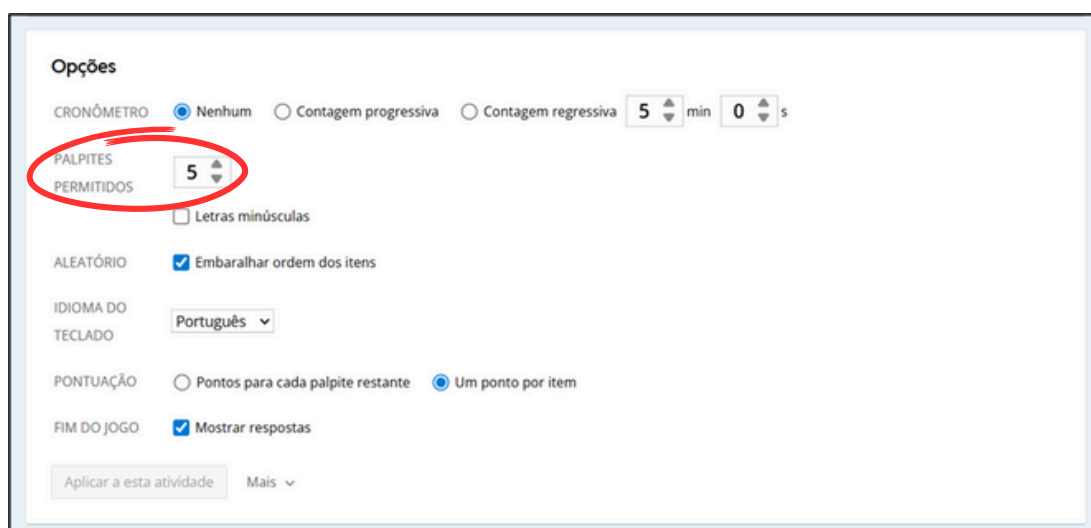 Opções
CRONÔMETRO Nenhum Contagem progressiva Contagem regressiva 5 min 0 s
PALPITES
PERMITIDOS 5
Letras minúsculas
ALEATÓRIO Embaralhar ordem dos itens
IDIOMA DO
TECLADO Português
PONTUAÇÃO Pontos para cada palpite restante Um ponto por item
FIM DO JOGO Mostrar respostas
Aplicar a esta atividade Mais